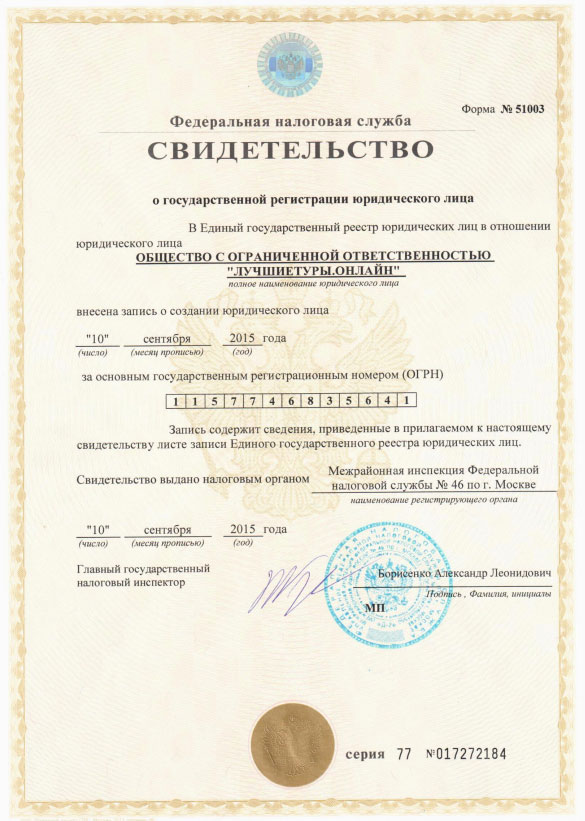 Форма № 51003
Федеральная налоговая служба
СВИДЕТЕЛЬСТВО
о государственной регистрации юридического лица
В Единый государственный реестр юридических лиц в отношении
юридического лица
ОБЩЕСТВО С ОГРАНИЧЕННОЙ ОТВЕТСТВЕННОСТЬЮ
"ЛУЧШИЕТУРЫ.ОНЛАЙН"
полное наименование юридического лица
внесена запись о создании юридического лица
"10" сентября 2015 года
(число) (месяц прописью) (год)
за основным государственным регистрационным номером (ОГРН)
1 1 5 7 7 4 6 8 3 5 6 4 1
Запись содержит сведения, приведенные в прилагаемом к настоящему
свидетельству листе записи Единого государственного реестра юридических лиц.
Свидетельство выдано налоговым органом
Межрайонная инспекция Федеральной
налоговой службы № 46 по г. Москве
наименование регистрирующего органа
"10" сентября 2015 года
(число) (месяц прописью) (год)
Главный государственный
налоговый инспектор
Борисенко Александр Леонидович
Подпись , Фамилия, инициалы
МП
серия 77 №017272184